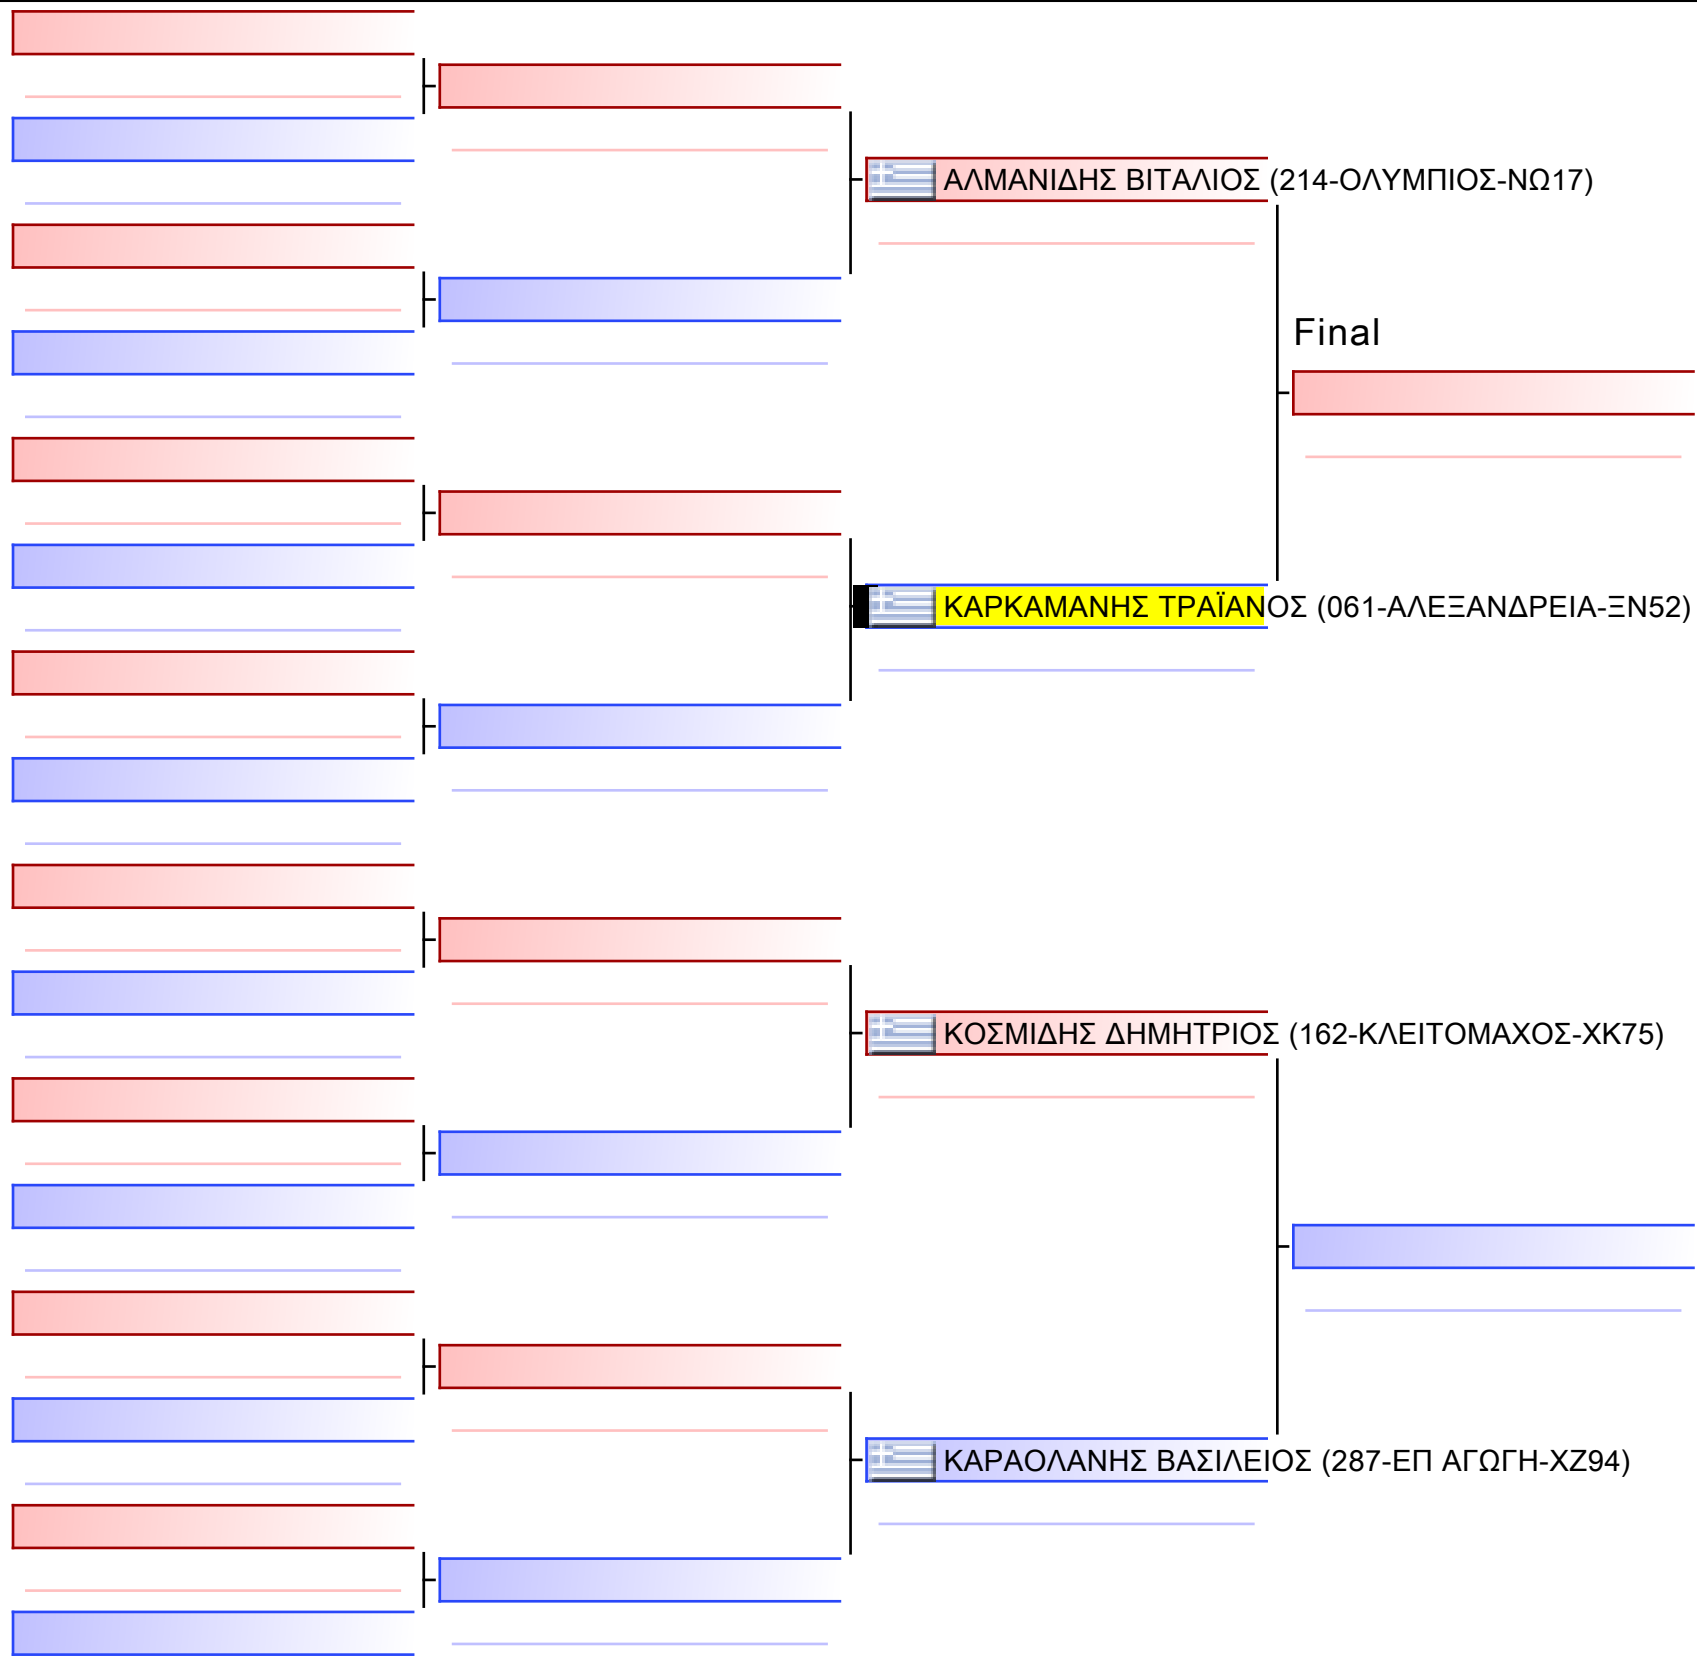 ΑΛΜΑΝΙΔΗΣ ΒΙΤΑΛΙΟΣ (214-ΟΛΥΜΠΙΟΣ-ΝΩ17)
Final
ΚΑΡΚΑΜΑΝΗΣ ΤΡΑΪΑΝΟΣ (061-ΑΛΕΞΑΝΔΡΕΙΑ-ΞΝ52)
ΚΟΣΜΙΔΗΣ ΔΗΜΗΤΡΙΟΣ (162-ΚΛΕΙΤΟΜΑΧΟΣ-ΧΚ75)
ΚΑΡΑΟΛΑΝΗΣ ΒΑΣΙΛΕΙΟΣ (287-ΕΠ ΑΓΩΓΗ-ΧΖ94)